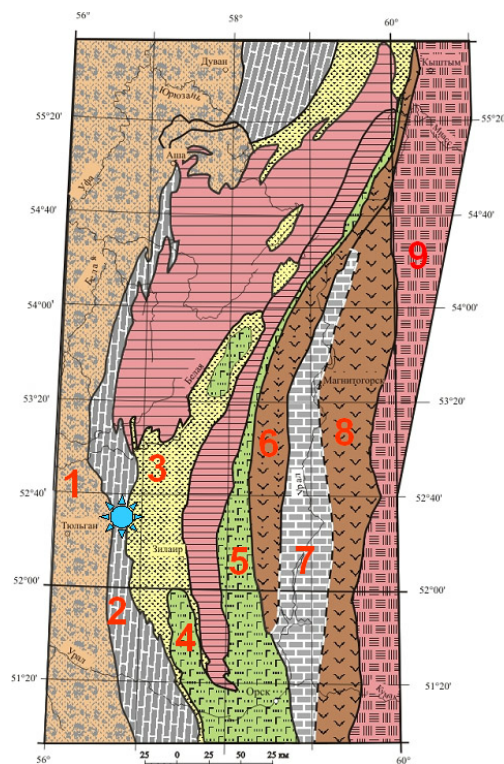 56°
58°
60°
Дуван
Кыштым
Юрюзань
55°20'
55°20'
Аша
Уфа
54°40'
54°40'
9
54°00'
54°00'
Белая
Магнитогорск
53°20'
53°20'
6
8
3
1
Урал
52°40'
52°40'
Тюльган
Зилаир
5
7
52°00'
52°00'
2
4
Урал
51°20'
51°20'
Орск
56°
58°
60°
25 0 25 50 25 км